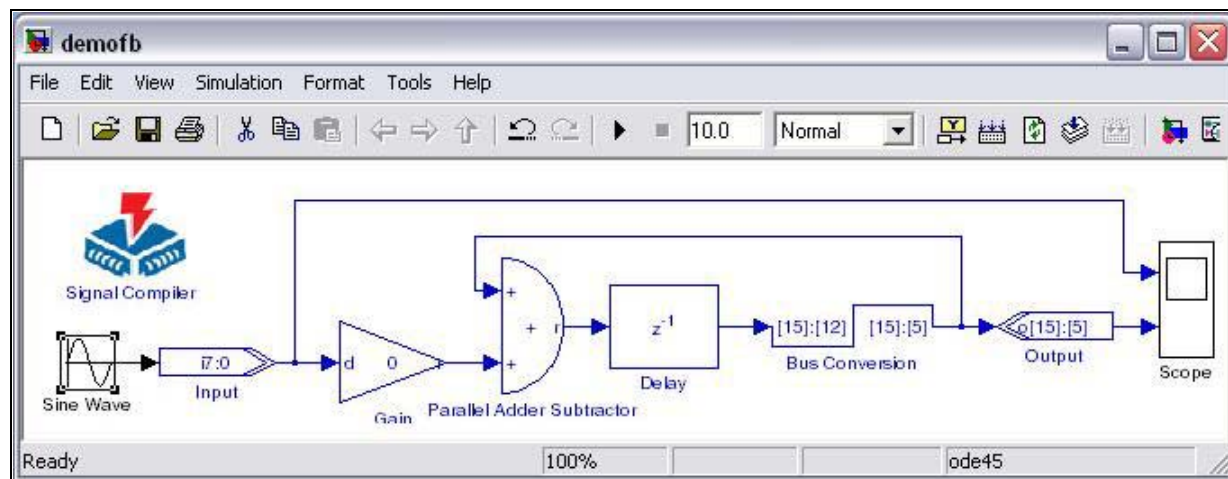 demofb
File Edit View Simulation Format Tools Help
10.0 Normal
Signal Compiler
Sine Wave
i7:0
Input
d 0
Gain
+ + + r
Parallel Adder Subtractor
z-1
Delay
[15]:[12] [15]:[5]
Bus Conversion
o[15]:[5]
Output
Scope
Ready 100% ode45